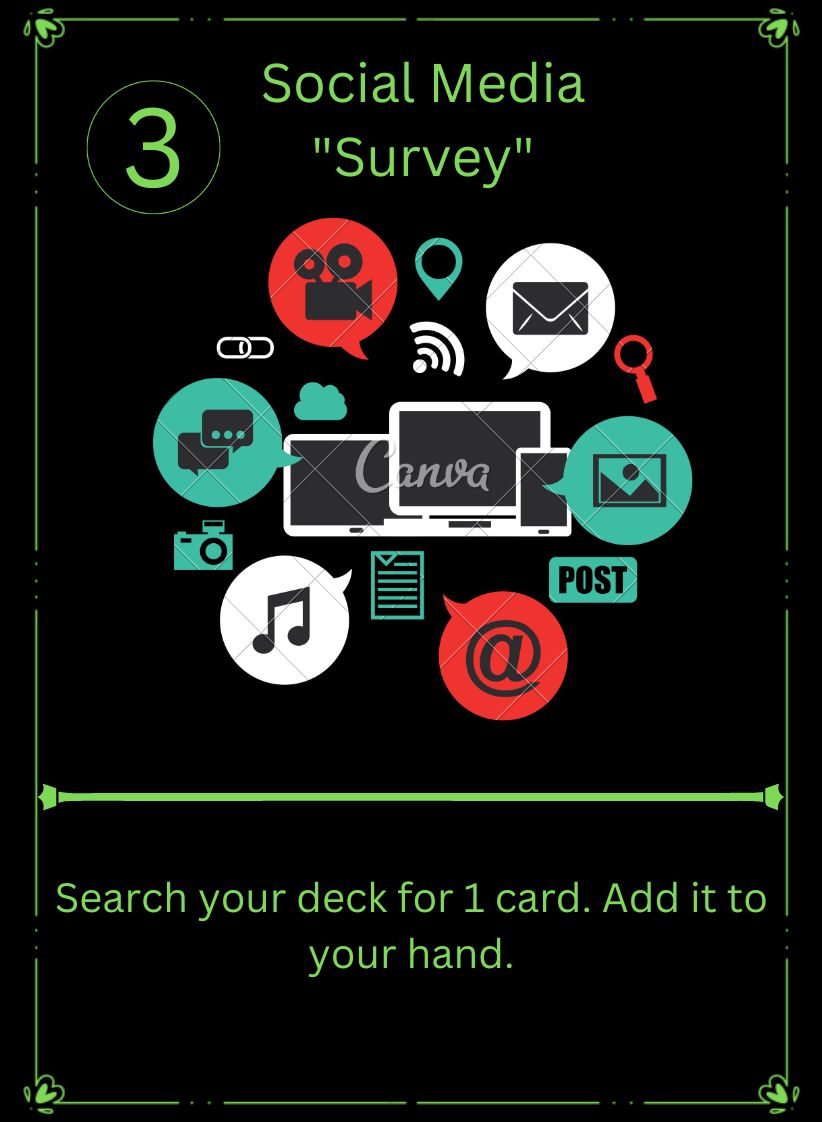 3
Social Media
"Survey"
Canva
POST
@
Search your deck for 1 card. Add it to
your hand.